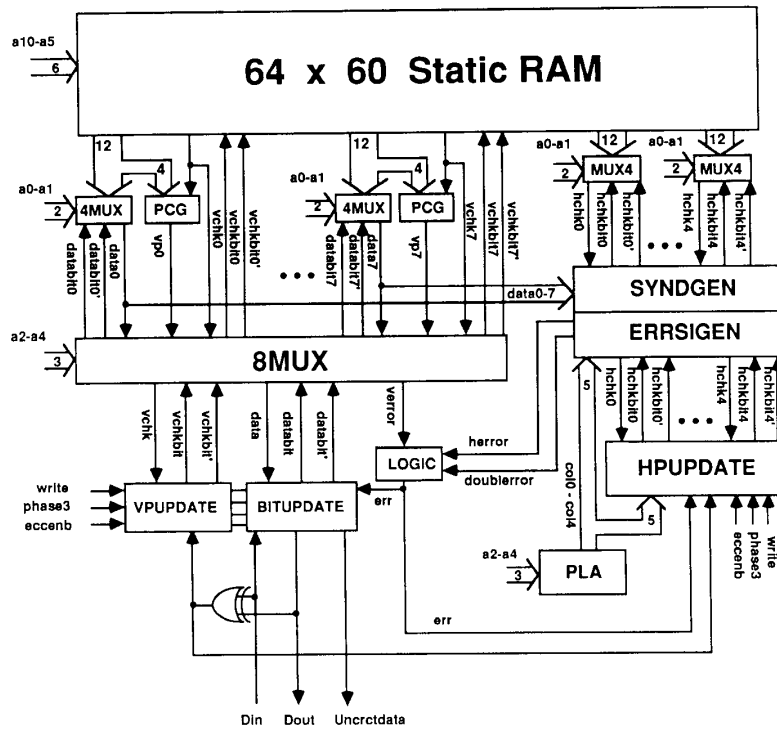 a10-a5
6
64 x 60 Static RAM
12
4
12
4
12
12
a0-a1
2
4MUX
PCG
a0-a1
2
4MUX
PCG
a0-a1
2
MUX4
a0-a1
2
MUX4
databit0
databit0'
data0
vp0
vchk0
vchkbit0
vchkbit0'
databit7
databit7'
data7
vp7
vchk7
vchkbit7
vchkbit7'
hchk0
hchkbit0
hchkbit0'
hchk4
hchkbit4
hchkbit4'
data0-7
SYNDGEN
ERRSIGEN
a2-a4
3
8MUX
vchk
vchkbit
vchkbit'
data
databit
databit'
verror
herror
doublerror
LOGIC
5
hchk0
hchkbit0
hchkbit0'
hchk4
hchkbit4
hchkbit4'
HPUPDATE
col0 - col4
5
write
phase3
eccenb
VPUPDATE
BITUPDATE
err
a2-a4
3
PLA
eccenb
phase3
write
err
Din
Dout
Uncrctdata